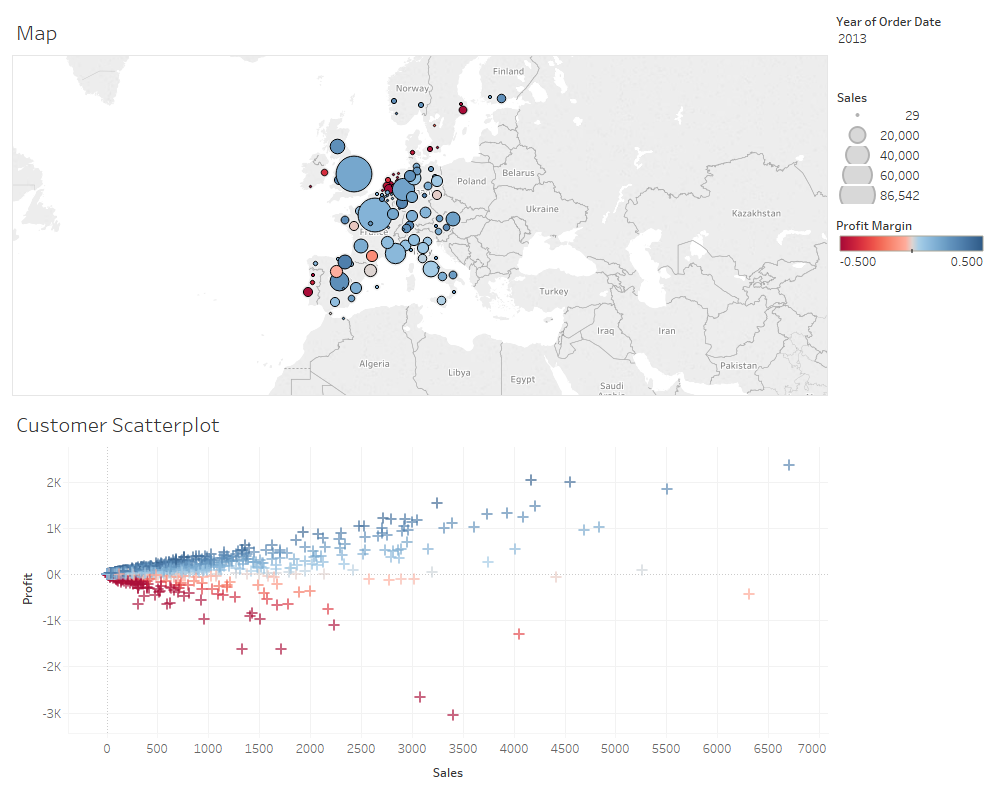 Map
Year of Order Date
2013
Sales
29
20,000
40,000
60,000
86,542
Profit Margin
-0.500 0.500
Finland
Norway
Poland
Belarus
Ukraine
Kazakhstan
France
Turkey
Iraq
Iran
Algeria
Libya
Egypt
Pakistan
Saudi
Customer Scatterplot
Profit
2K
1K
0K
-1K
-2K
-3K
0 500 1000 1500 2000 2500 3000 3500 4000 4500 5000 5500 6000 6500 7000
Sales